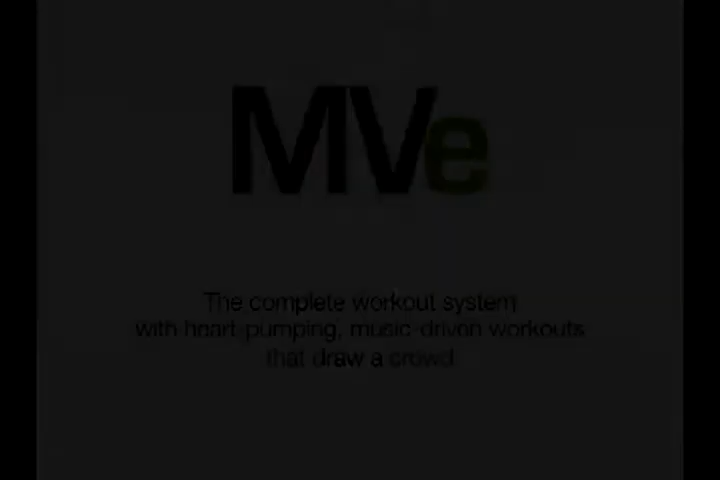 MVe
The complete workout system
with heart-pumping, music-driven workouts
that draw a crowd